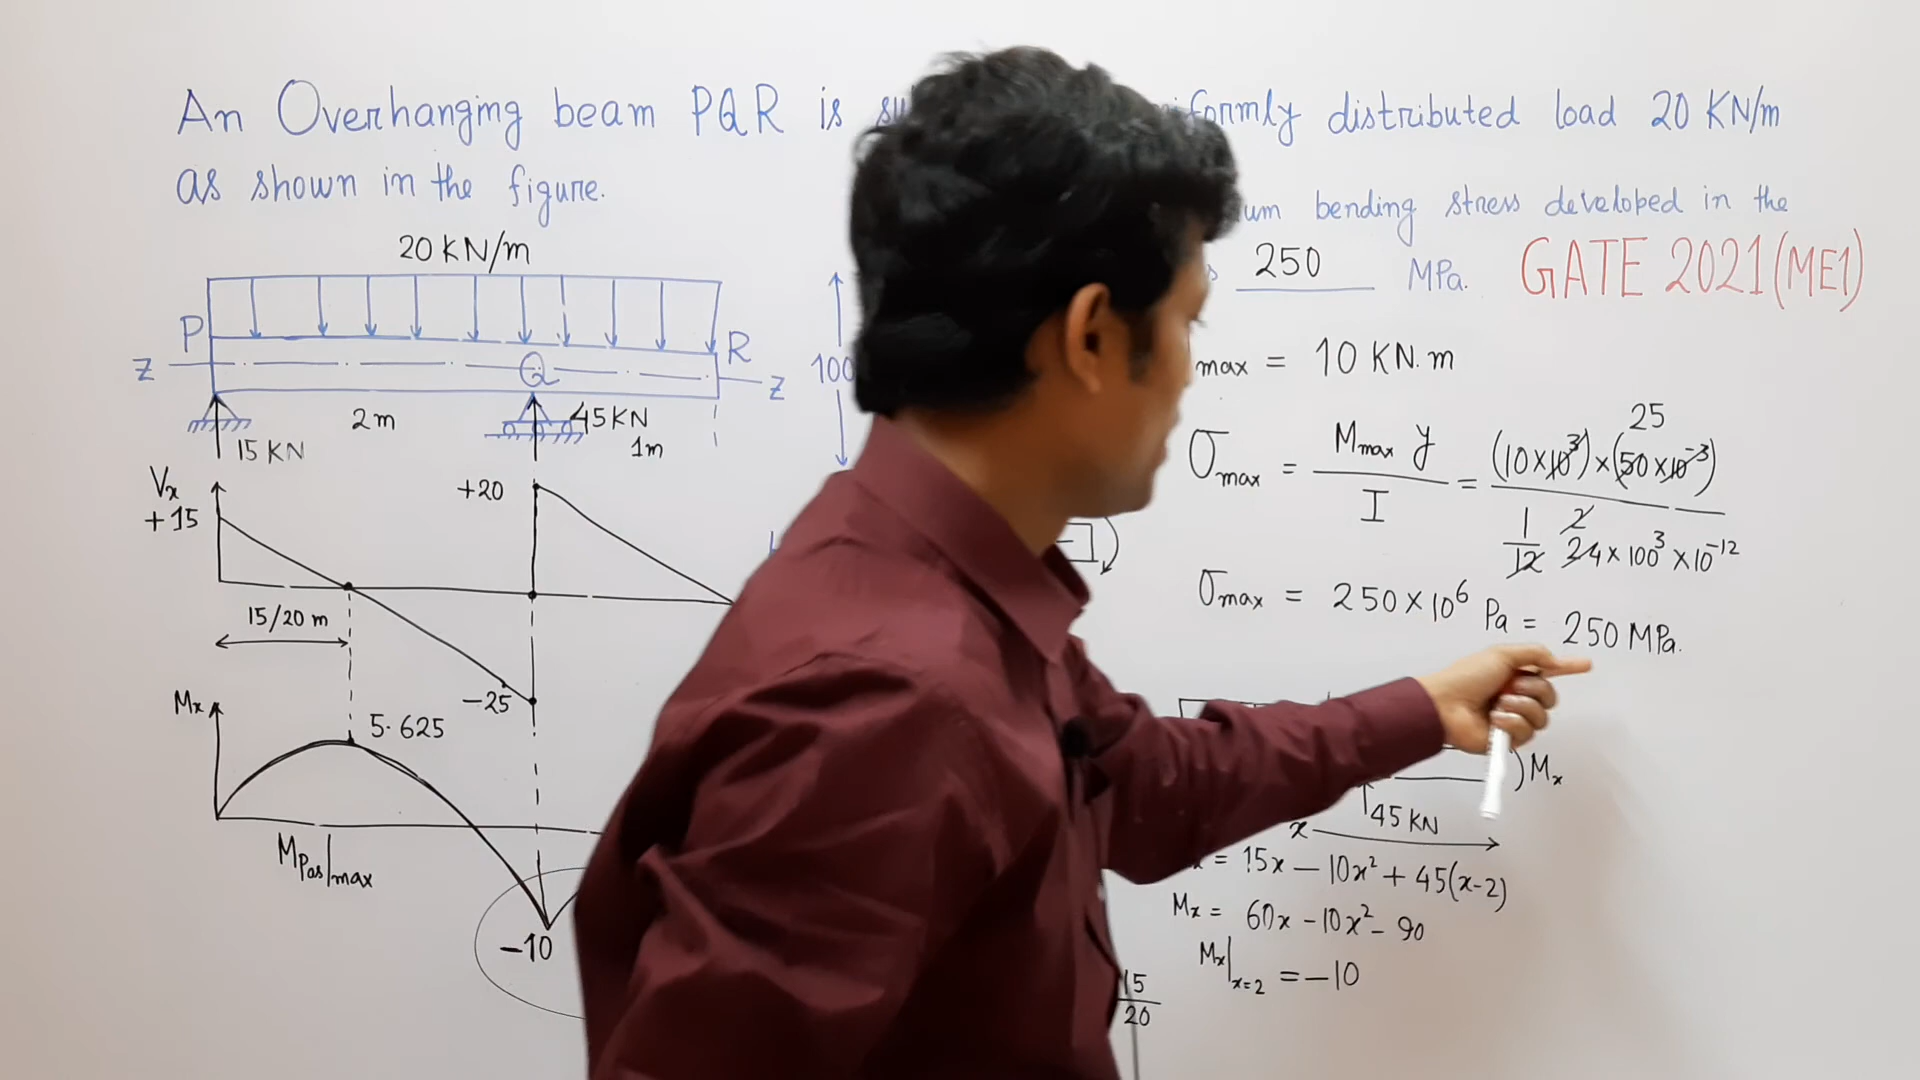 An Overhanging beam PQR is formly distributed load 20 KN/m
as shown in the figure.
um bending stress developed in the
250 MPa.
GATE 2021(ME1)
20 KN/m
P
R
Z
Q
Z
100
2m
45KN
15 KN
1m
max = 10 KN.m
σmax = Mmax y / I = (10×10³)×(50×10⁻³) / 1/12 24×100³×10⁻¹²
25
2
σmax = 250×10⁶ Pa = 250 MPa.
Vx
+15
+20
15/20 m
-25
Mx
5.625
MPos|max
-10
Mx
45 KN
x
= 15x - 10x² + 45(x-2)
Mx = 60x - 10x² - 90
Mx|x=2 = -10
15
20